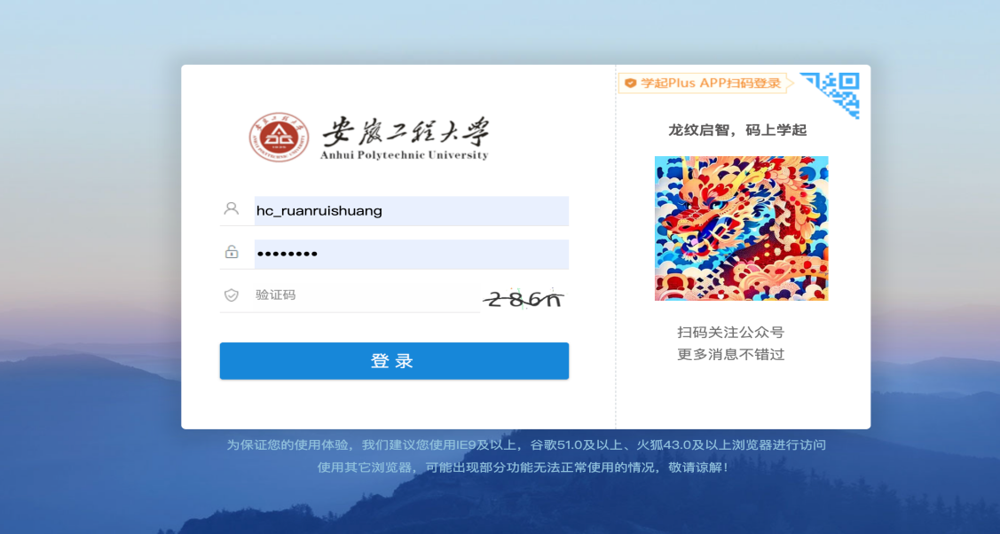 学起Plus APP扫码登录
安徽工程大学
Anhui Polytechnic University
hc_ruanruishuang
••••••••
验证码
登 录
龙纹启智，码上学起
扫码关注公众号
更多消息不错过
为保证您的使用体验，我们建议您使用IE9及以上，谷歌51.0及以上、火狐43.0及以上浏览器进行访问
使用其它浏览器，可能出现部分功能无法正常使用的情况，敬请谅解！